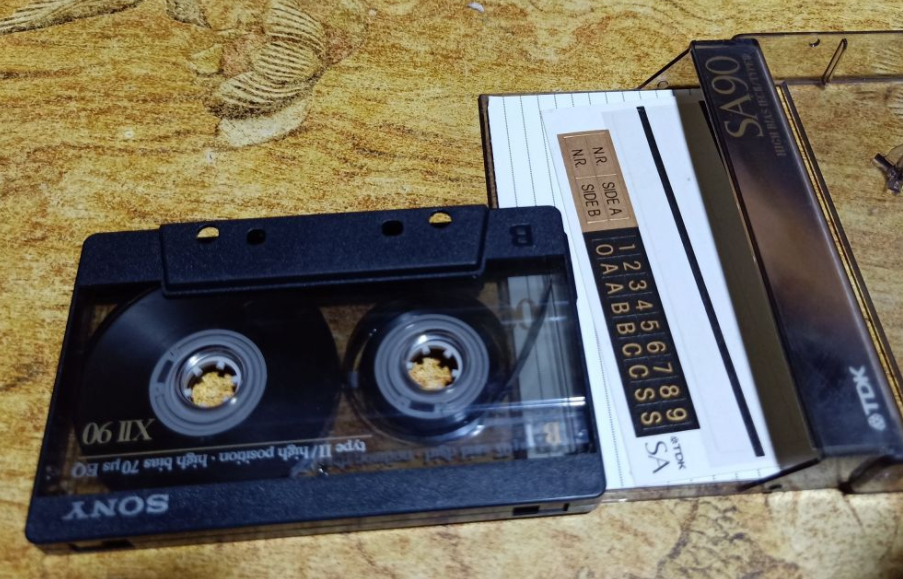 SA90
TDK
N.R. SIDE A
N.R. SIDE B
1 2 3 4 5 6 7 8 9
0 A A B B C C S S
TDK
SA
B
B
XII 90
type II/high position · high bias 70 μs EQ
SONY